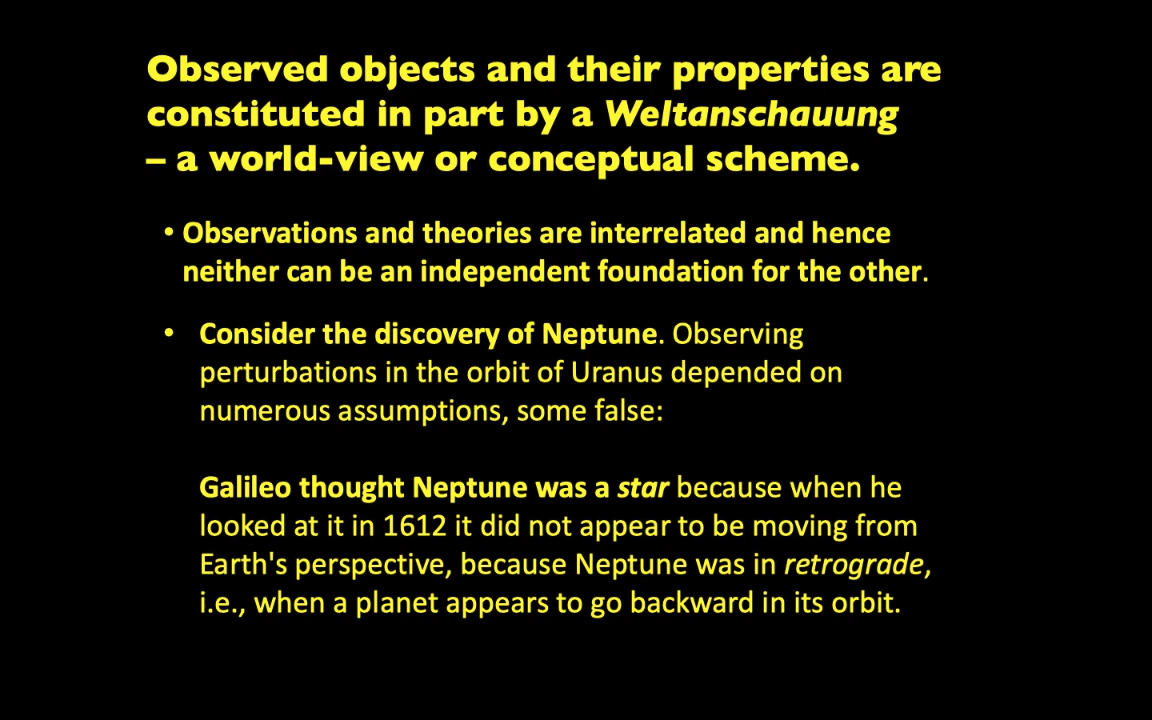 Observed objects and their properties are
constituted in part by a Weltanschauung
– a world-view or conceptual scheme.
• Observations and theories are interrelated and hence
neither can be an independent foundation for the other.
• Consider the discovery of Neptune. Observing
perturbations in the orbit of Uranus depended on
numerous assumptions, some false:
Galileo thought Neptune was a star because when he
looked at it in 1612 it did not appear to be moving from
Earth's perspective, because Neptune was in retrograde,
i.e., when a planet appears to go backward in its orbit.